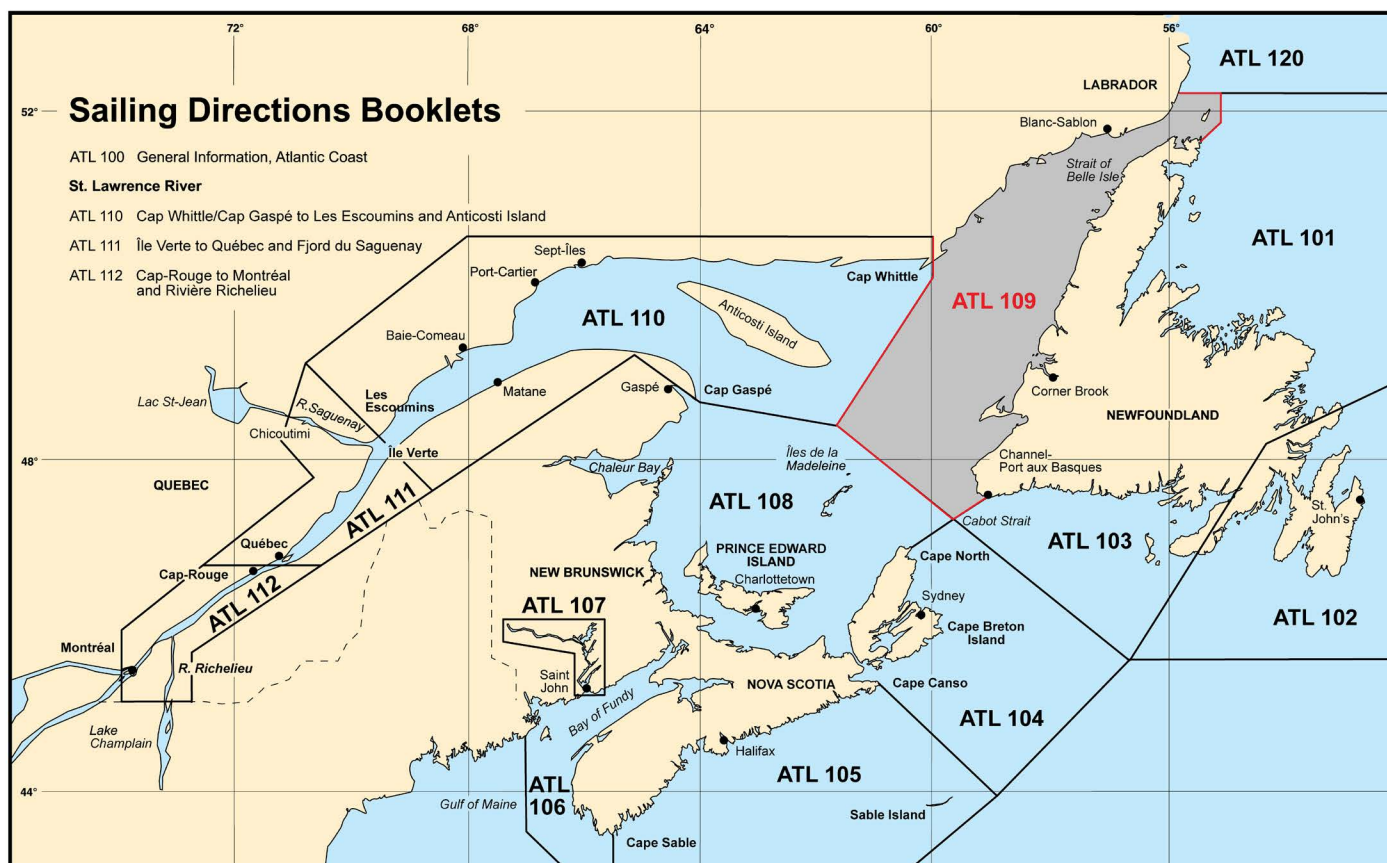 72°
68°
64°
60°
56°
ATL 120
LABRADOR
52°
Sailing Directions Booklets
Blanc-Sablon
ATL 100 General Information, Atlantic Coast
Strait of
Belle Isle
St. Lawrence River
ATL 110 Cap Whittle/Cap Gaspé to Les Escoumins and Anticosti Island
ATL 111 Île Verte to Québec and Fjord du Saguenay
ATL 112 Cap-Rouge to Montréal
and Rivière Richelieu
ATL 101
Sept-Îles
Port-Cartier
Cap Whittle
ATL 109
ATL 110
Anticosti Island
Baie-Comeau
Matane
Gaspé
Cap Gaspé
Corner Brook
Les
Escoumins
Lac St-Jean
R.Saguenay
NEWFOUNDLAND
Chicoutimi
Île Verte
Îles de la
Madeleine
Channel-
Port aux Basques
48°
Chaleur Bay
QUEBEC
ATL 111
ATL 108
St.
John's
Cabot Strait
ATL 103
Québec
Cap-Rouge
PRINCE EDWARD
ISLAND
Cape North
NEW BRUNSWICK
Charlottetown
ATL 112
ATL 107
Sydney
ATL 102
Cape Breton
Island
Montréal
R. Richelieu
Saint
John
NOVA SCOTIA
Cape Canso
Bay of Fundy
ATL 104
Lake
Champlain
Halifax
ATL 105
44°
ATL
106
Gulf of Maine
Sable Island
Cape Sable